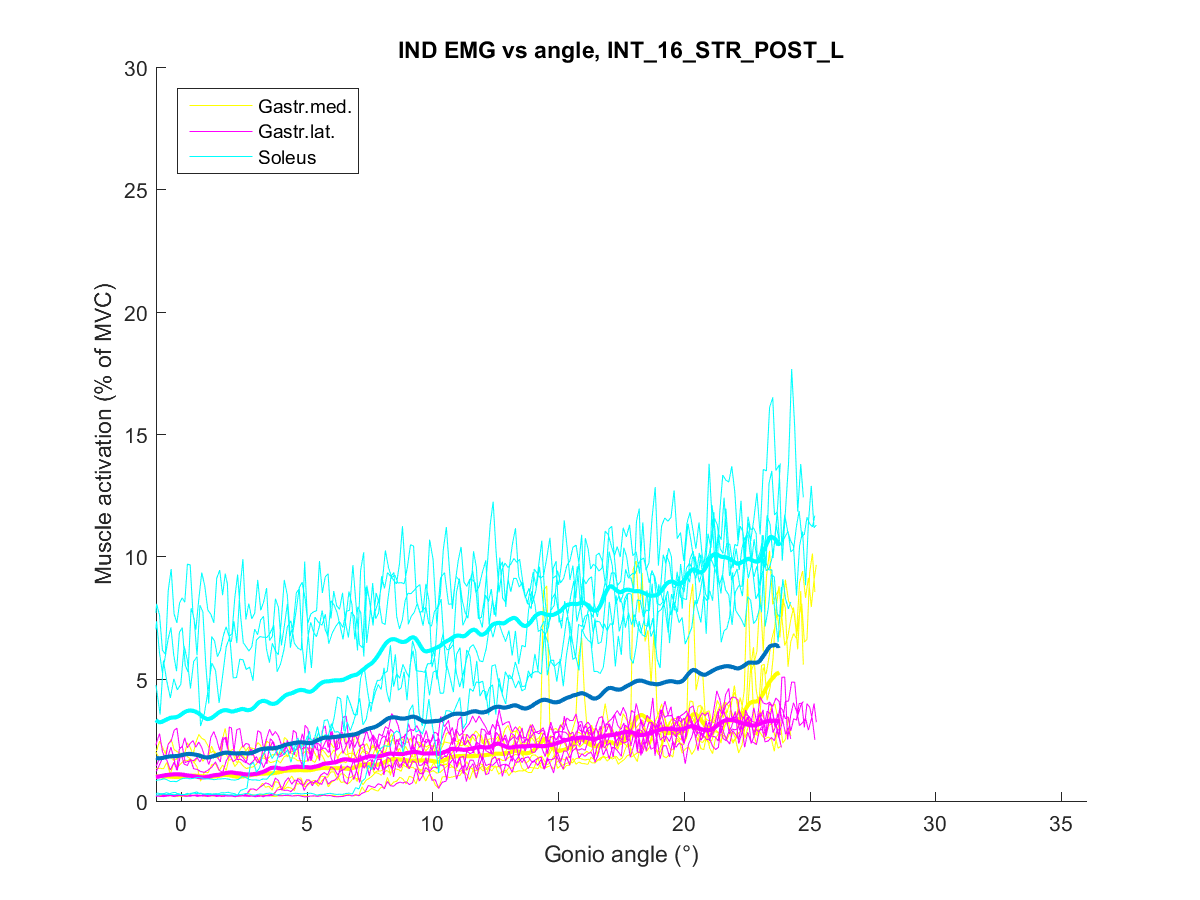 IND EMG vs angle, INT_16_STR_POST_L
30
Gastr.med.
Gastr.lat.
Soleus
25
20
15
10
5
0
Muscle activation (% of MVC)
0 5 10 15 20 25 30 35
Gonio angle (°)